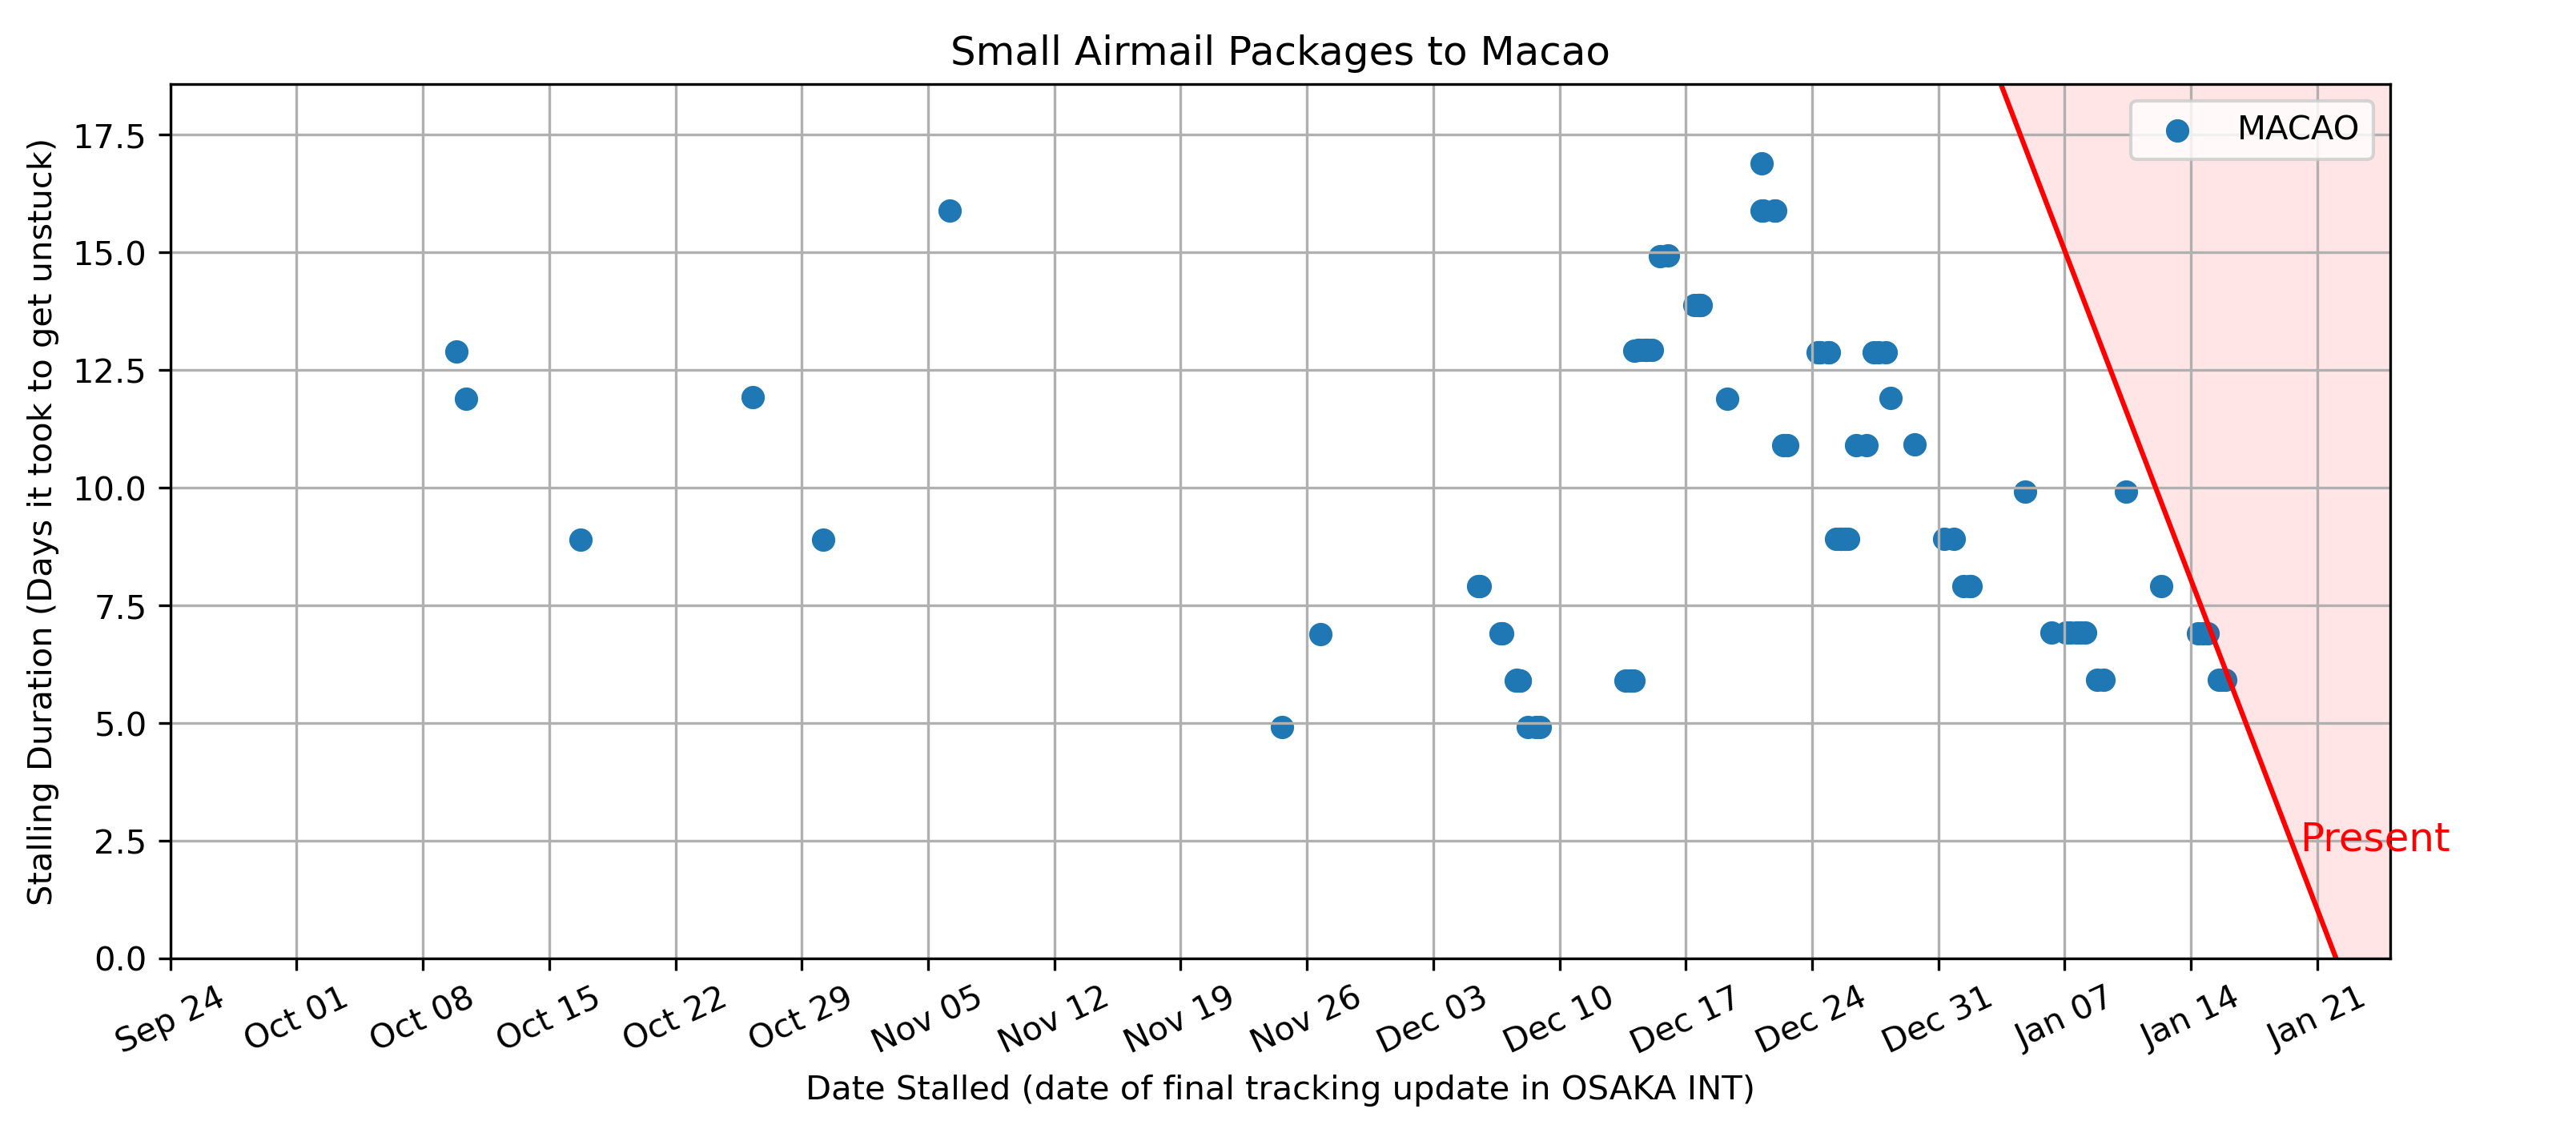 Small Airmail Packages to Macao
MACAO
Stalling Duration (Days it took to get unstuck)
17.5
15.0
12.5
10.0
7.5
5.0
2.5
0.0
Present
Sep 24
Oct 01
Oct 08
Oct 15
Oct 22
Oct 29
Nov 05
Nov 12
Nov 19
Nov 26
Dec 03
Dec 10
Dec 17
Dec 24
Dec 31
Jan 07
Jan 14
Jan 21
Date Stalled (date of final tracking update in OSAKA INT)